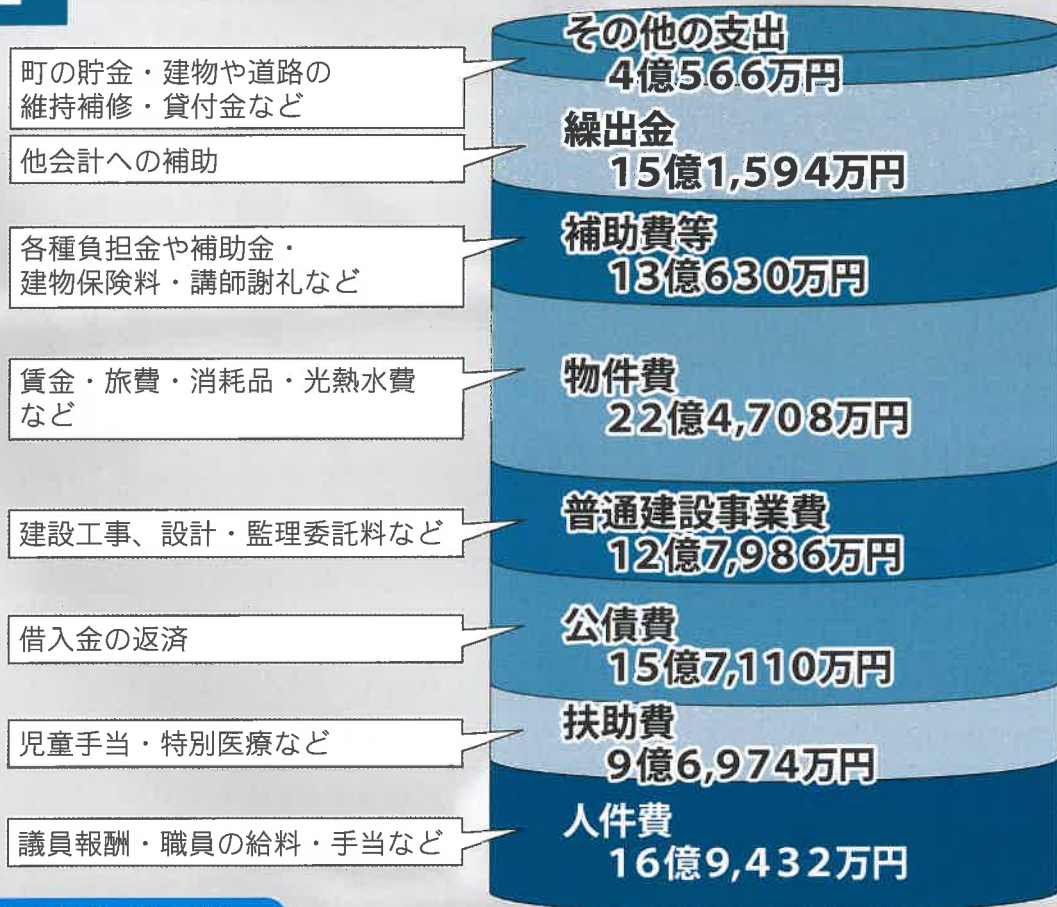 町の貯金・建物や道路の
維持補修・貸付金など
その他の支出
4億566万円
他会計への補助
繰出金
15億1,594万円
各種負担金や補助金・
建物保険料・講師謝礼など
補助費等
13億630万円
賃金・旅費・消耗品・光熱水費
など
物件費
22億4,708万円
建設工事、設計・監理委託料など
普通建設事業費
12億7,986万円
借入金の返済
公債費
15億7,110万円
児童手当・特別医療など
扶助費
9億6,974万円
議員報酬・職員の給料・手当など
人件費
16億9,432万円